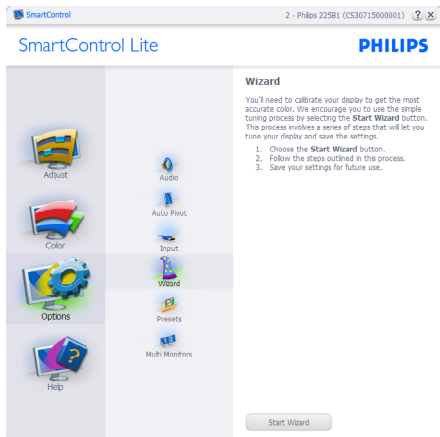 SmartControl
2 - Philips 225B1 (CS30715000001)
SmartControl Lite
PHILIPS
Adjust
Color
Options
Help
Audio
Auto Pivot
Input
Wizard
Presets
Multi Monitors
Wizard
You'll need to calibrate your display to get the most
accurate color. We encourage you to use the simple
tuning process by selecting the Start Wizard button.
This process involves a series of steps that will let you
tune your display and save the settings.
1. Choose the Start Wizard button.
2. Follow the steps outlined in this process.
3. Save your settings for future use.
Start Wizard